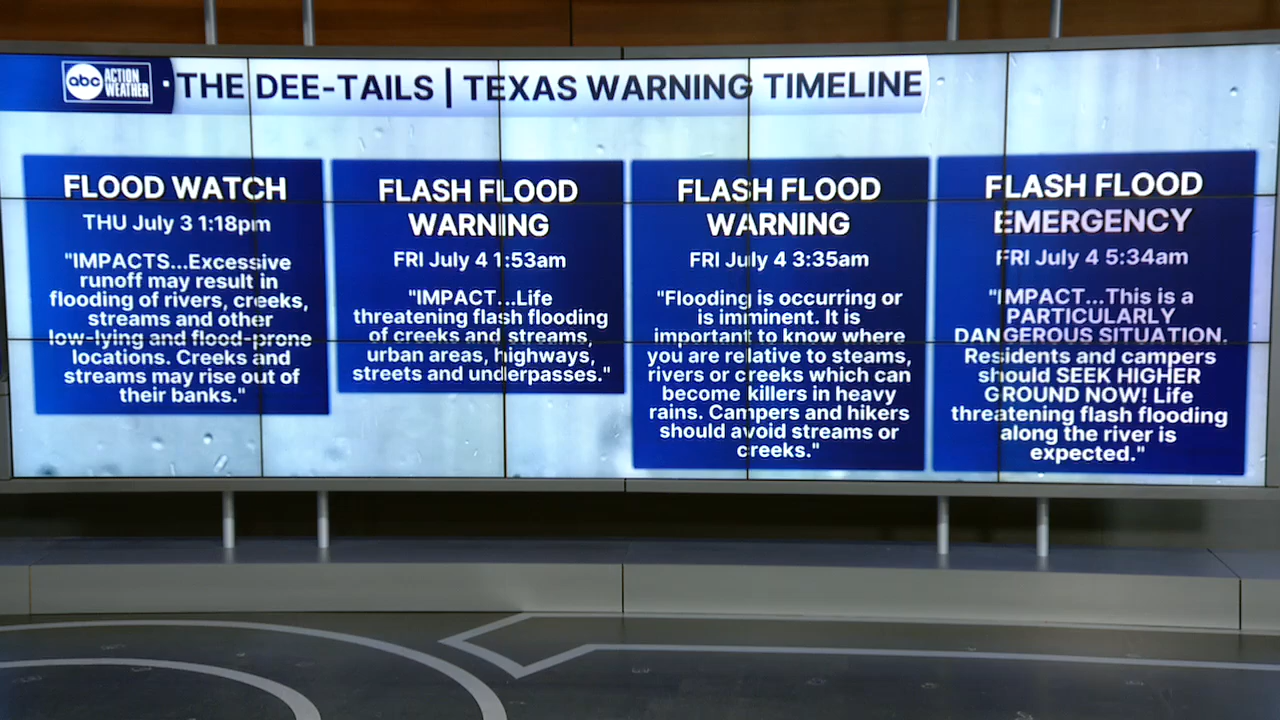 abc ACTION WEATHER
THE DEE-TAILS | TEXAS WARNING TIMELINE
FLOOD WATCH
THU July 3 1:18pm
"IMPACTS...Excessive
runoff may result in
flooding of rivers, creeks,
streams and other
low-lying and flood-prone
locations. Creeks and
streams may rise out of
their banks."
FLASH FLOOD
WARNING
FRI July 4 1:53am
"IMPACT...Life
threatening flash flooding
of creeks and streams,
urban areas, highways,
streets and underpasses."
FLASH FLOOD
WARNING
FRI July 4 3:35am
"Flooding is occurring or
is imminent. It is
important to know where
you are relative to steams,
rivers or creeks which can
become killers in heavy
rains. Campers and hikers
should avoid streams or
creeks."
FLASH FLOOD
EMERGENCY
FRI July 4 5:34am
"IMPACT...This is a
PARTICULARLY
DANGEROUS SITUATION.
Residents and campers
should SEEK HIGHER
GROUND NOW! Life
threatening flash flooding
along the river is
expected."